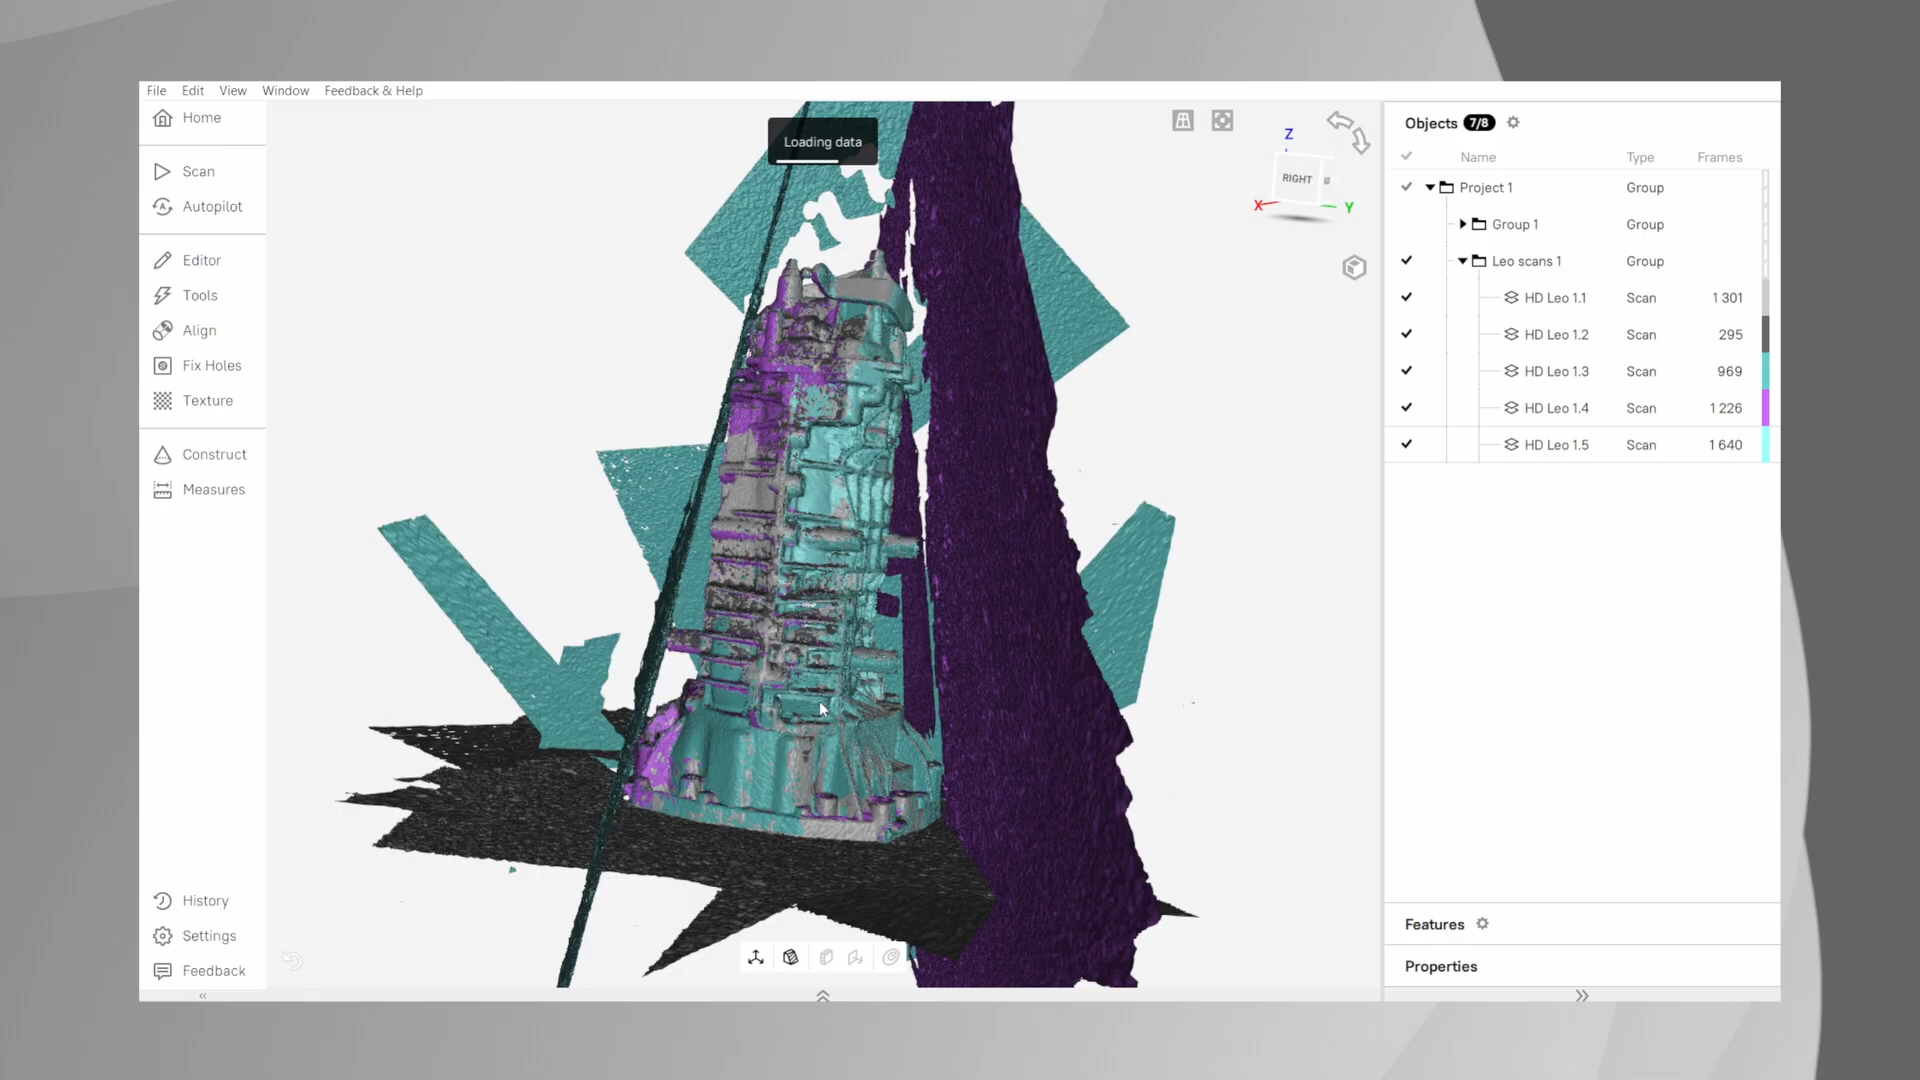 File Edit View Window Feedback & Help
Home
Scan
Autopilot
Editor
Tools
Align
Fix Holes
Texture
Construct
Measures
History
Settings
Feedback
Loading data
Z
RIGHT
X
Y
Objects 7/8
Name Type Frames
Project 1 Group
Group 1 Group
Leo scans 1 Group
HD Leo 1.1 Scan 1 301
HD Leo 1.2 Scan 295
HD Leo 1.3 Scan 969
HD Leo 1.4 Scan 1 226
HD Leo 1.5 Scan 1 640
Features
Properties